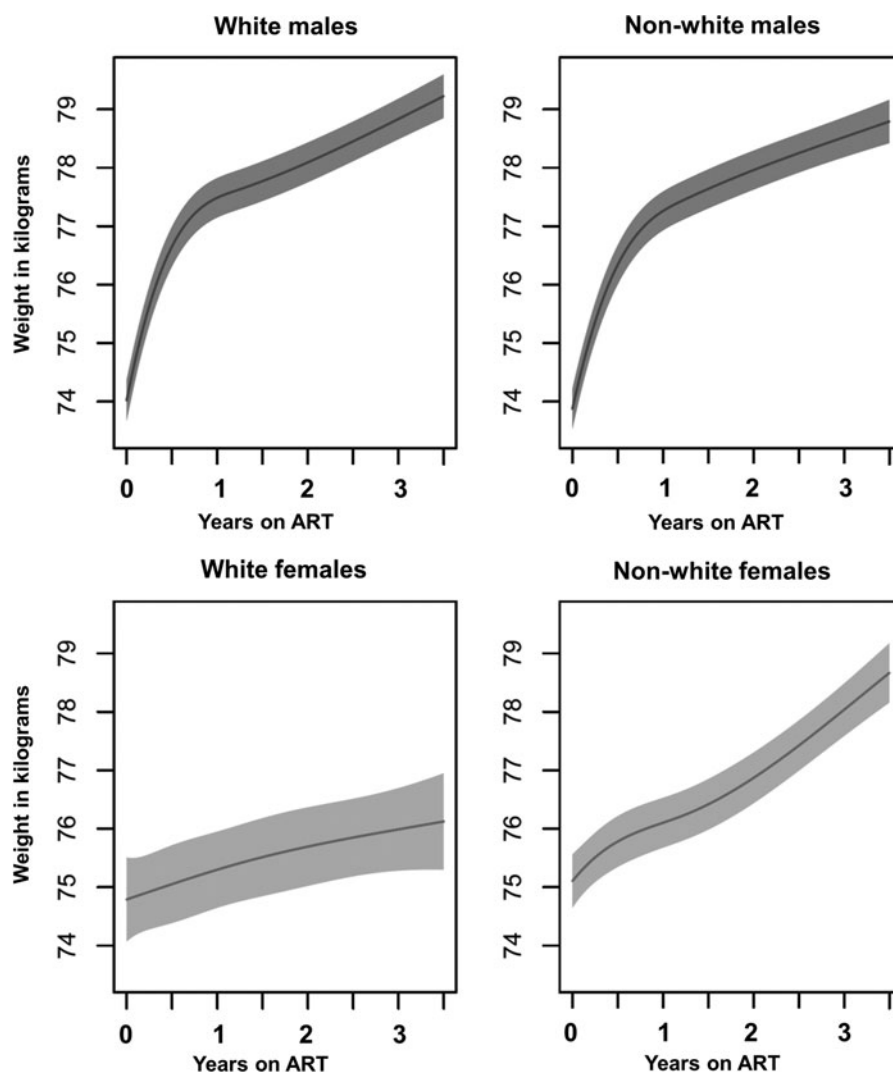 White males
Non-white males
Weight in kilograms
79
78
77
76
75
74
0 1 2 3
Years on ART
79
78
77
76
75
74
0 1 2 3
Years on ART
White females
Non-white females
Weight in kilograms
79
78
77
76
75
74
0 1 2 3
Years on ART
79
78
77
76
75
74
0 1 2 3
Years on ART